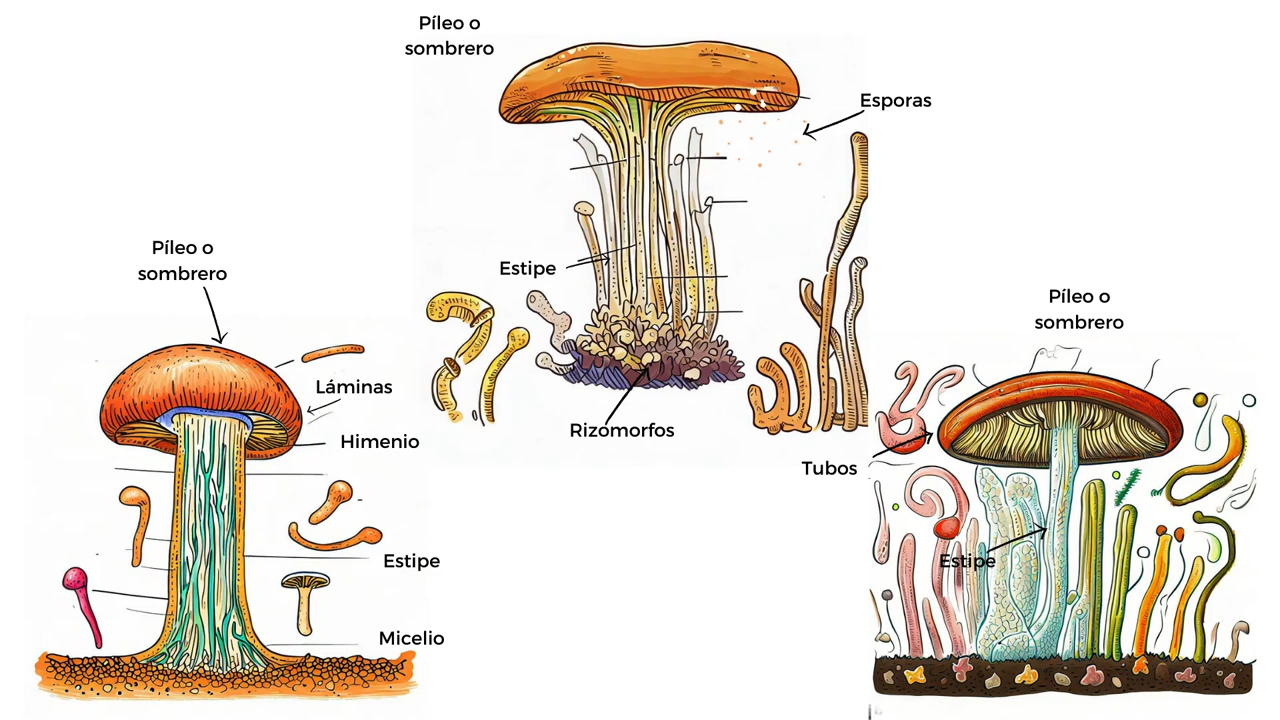 Píleo o
sombrero
Láminas
Himenio
Estipe
Micelio
Píleo o
sombrero
Esporas
Estipe
Rizomorfos
Píleo o
sombrero
Tubos
Estipe